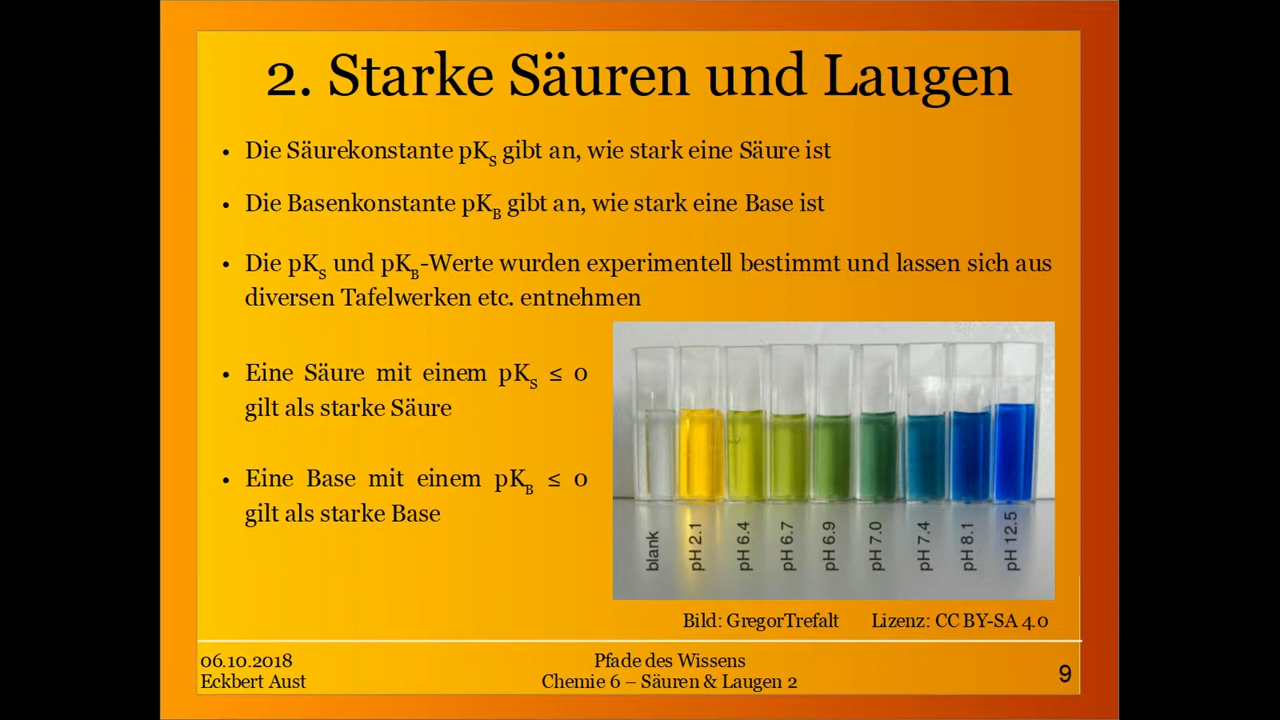 2. Starke Säuren und Laugen
• Die Säurekonstante pKS gibt an, wie stark eine Säure ist
• Die Basenkonstante pKB gibt an, wie stark eine Base ist
• Die pKS und pKB-Werte wurden experimentell bestimmt und lassen sich aus
diversen Tafelwerken etc. entnehmen
• Eine Säure mit einem pKS ≤ 0
gilt als starke Säure
• Eine Base mit einem pKB ≤ 0
gilt als starke Base
blank
pH 2.1
pH 6.4
pH 6.7
pH 6.9
pH 7.0
pH 7.4
pH 8.1
pH 12.5
Bild: GregorTrefalt Lizenz: CC BY-SA 4.0
06.10.2018
Eckbert Aust
Pfade des Wissens
Chemie 6 – Säuren & Laugen 2
9